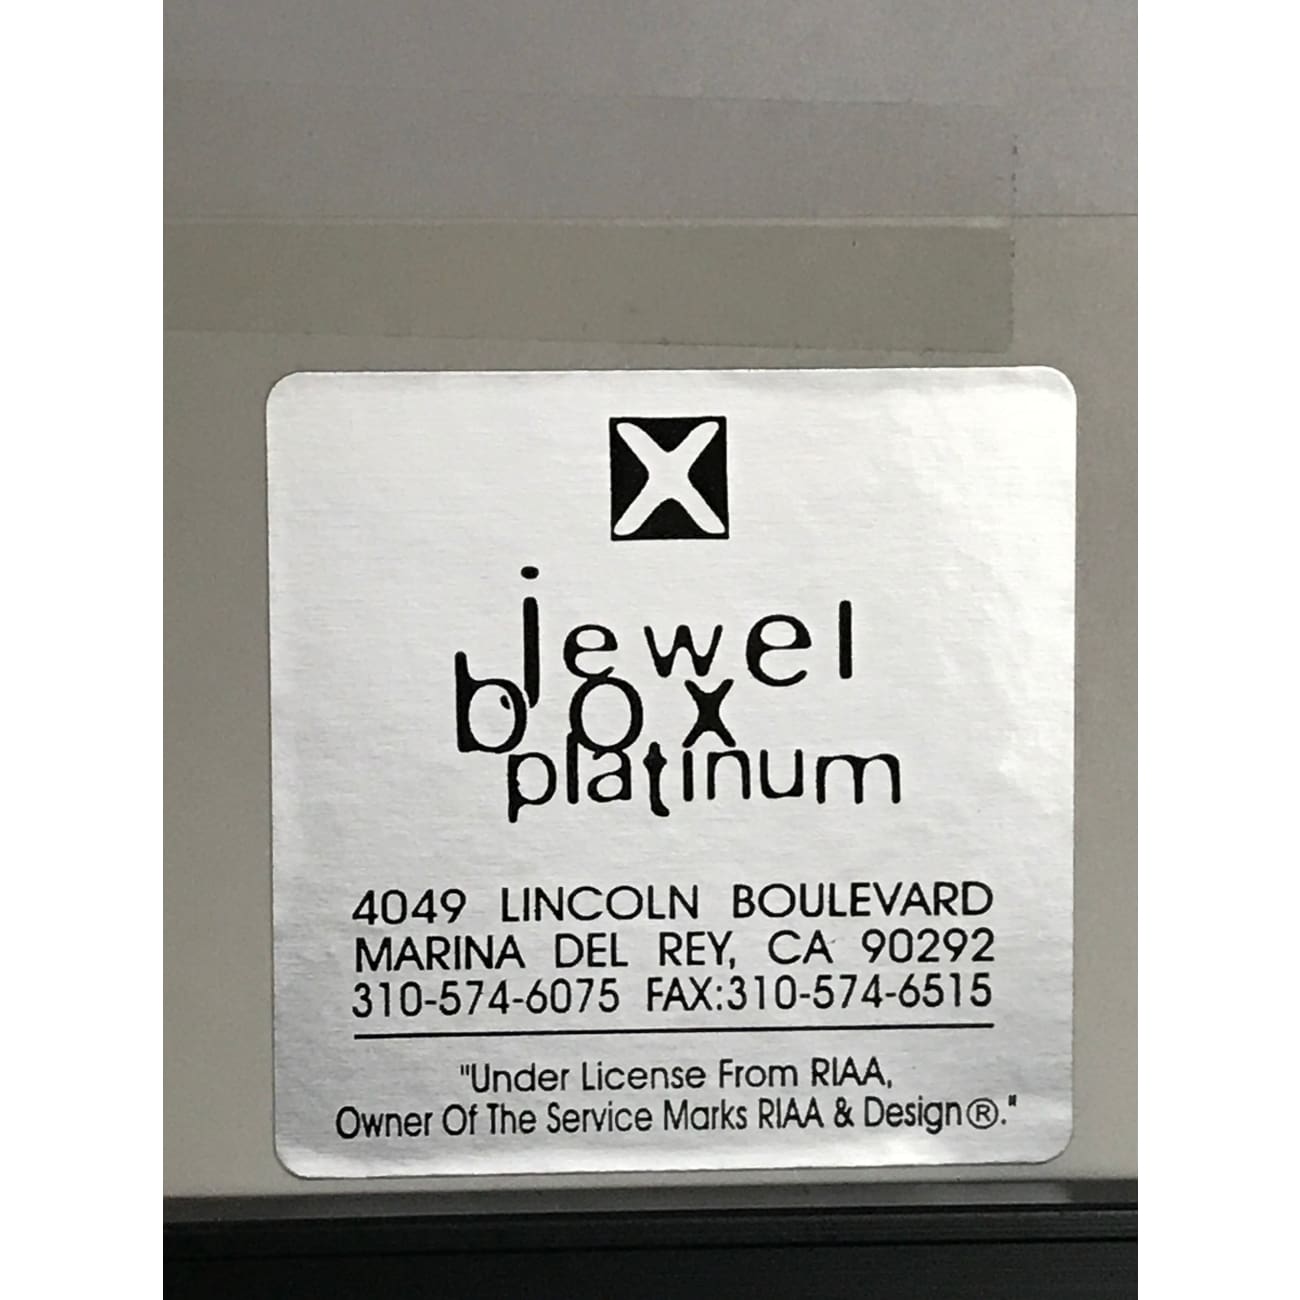 X
jewel
box
platinum
4049 LINCOLN BOULEVARD
MARINA DEL REY, CA 90292
310-574-6075 FAX:310-574-6515
"Under License From RIAA,
Owner Of The Service Marks RIAA & Design®."